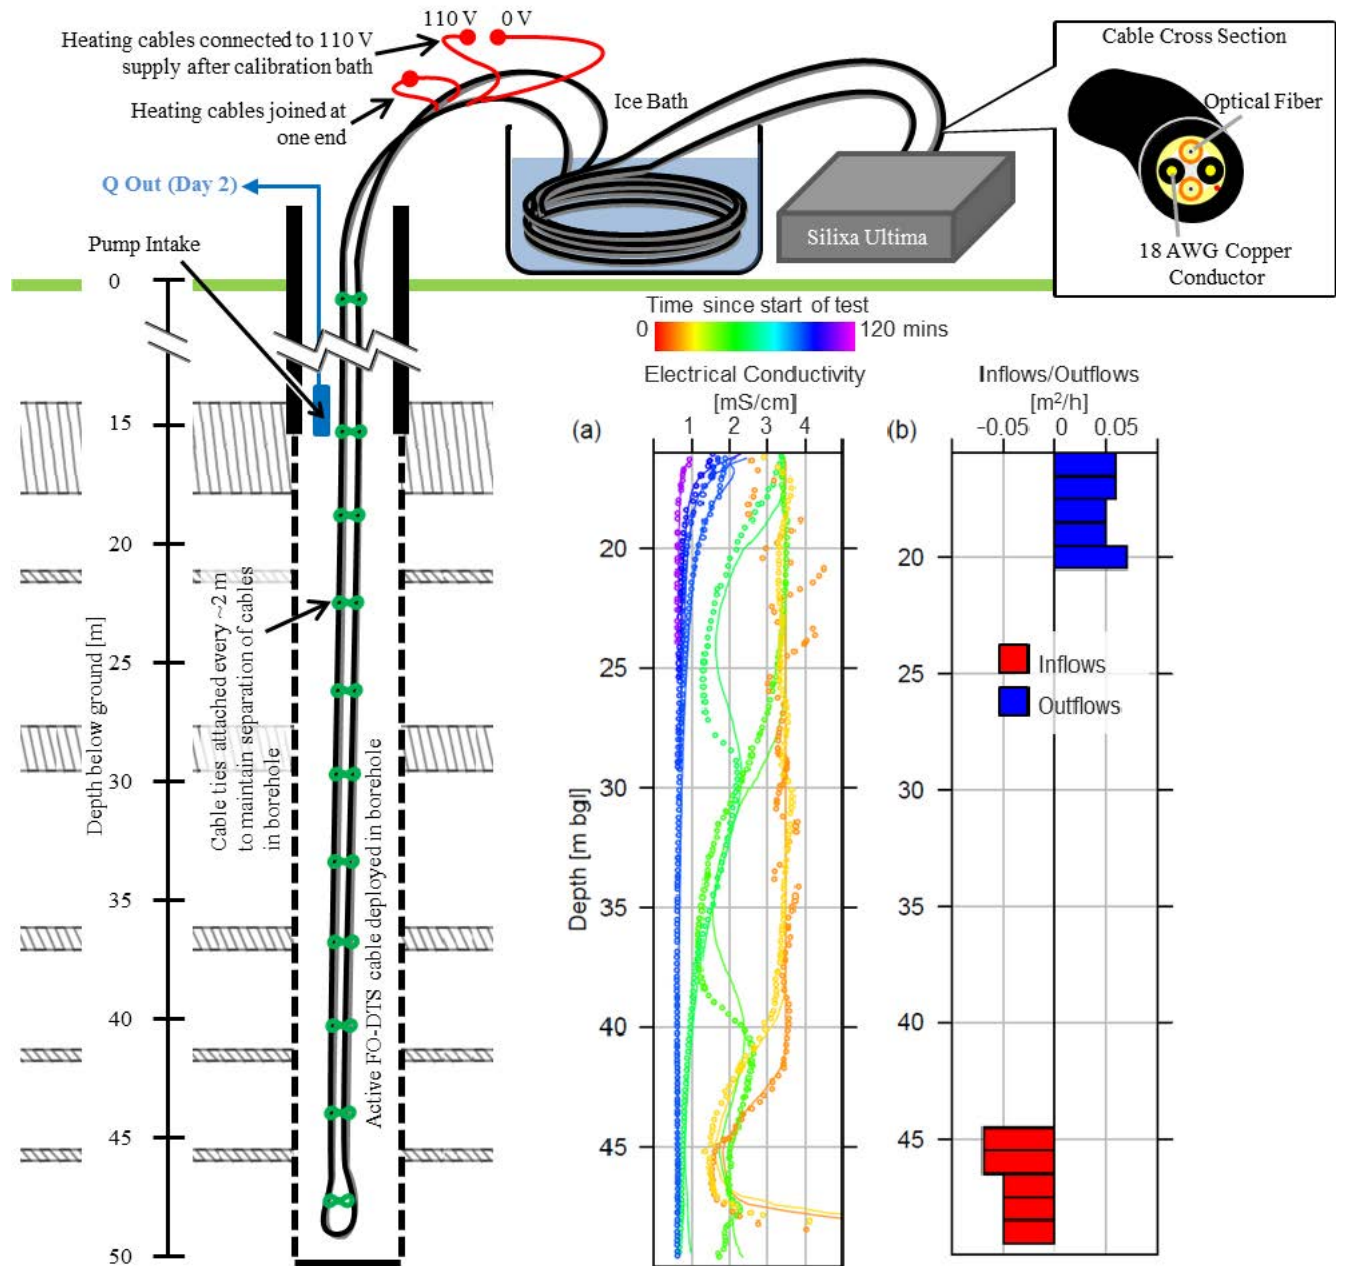 110 V 0 V
Heating cables connected to 110 V
supply after calibration bath
Heating cables joined at
one end
Ice Bath
Cable Cross Section
Optical Fiber
18 AWG Copper
Conductor
Silixa Ultima
Q Out (Day 2)
Pump Intake
0
15
20
25
30
35
40
45
50
Depth below ground [m]
Cable ties attached every ~2 m
to maintain separation of cables
in borehole
Active FO-DTS cable deployed in borehole
Time since start of test
0 120 mins
Electrical Conductivity
[mS/cm]
(a)
1 2 3 4
20
25
30
35
40
45
Depth [m bgl]
Inflows/Outflows
[m²/h]
(b)
−0.05 0 0.05
20
25
30
35
40
45
Inflows
Outflows